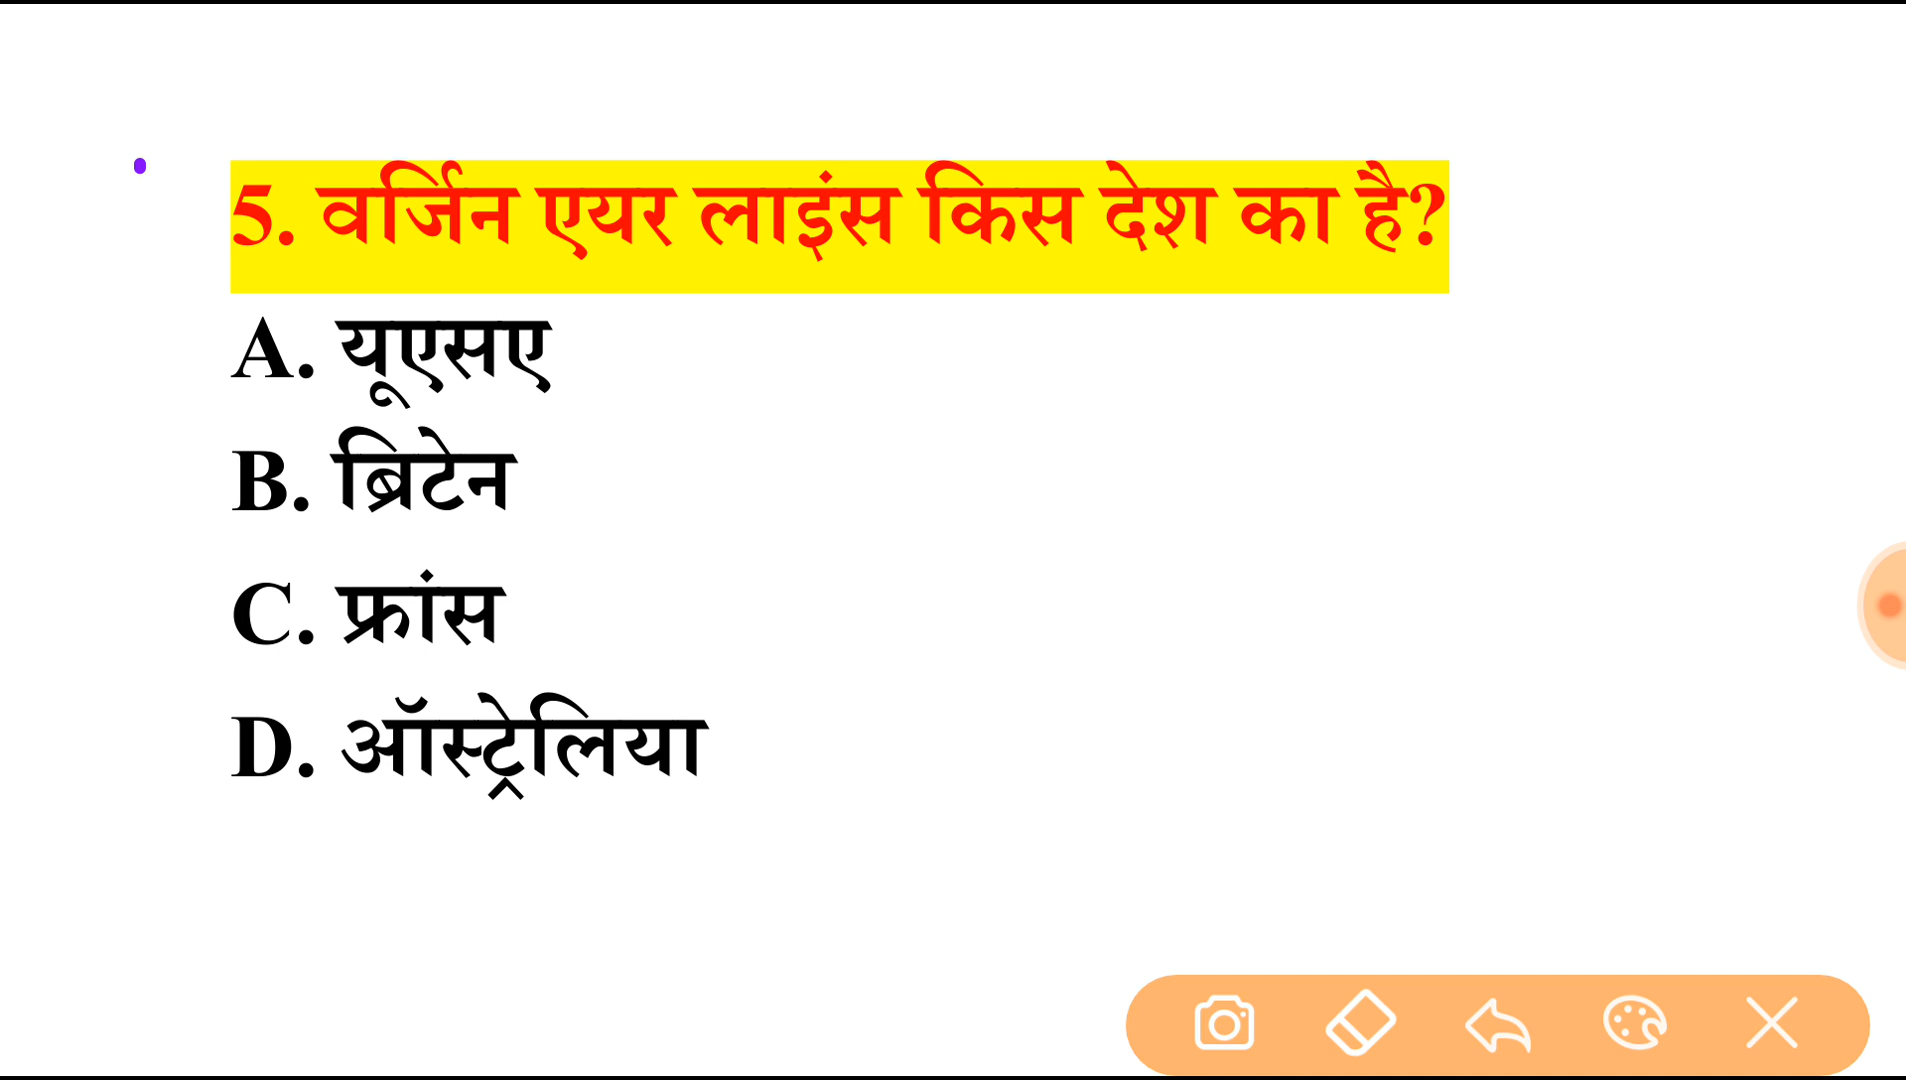 5. वर्जिन एयर लाइंस किस देश का है?
A. यूएसए
B. ब्रिटेन
C. फ्रांस
D. ऑस्ट्रेलिया